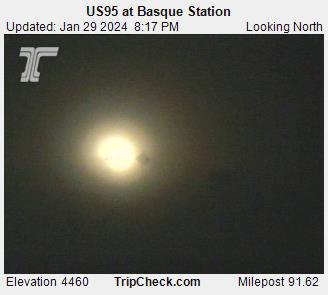 US95 at Basque Station
Updated: Jan 29 2024 8:17 PM Looking North
Elevation 4460 TripCheck.com Milepost 91.62